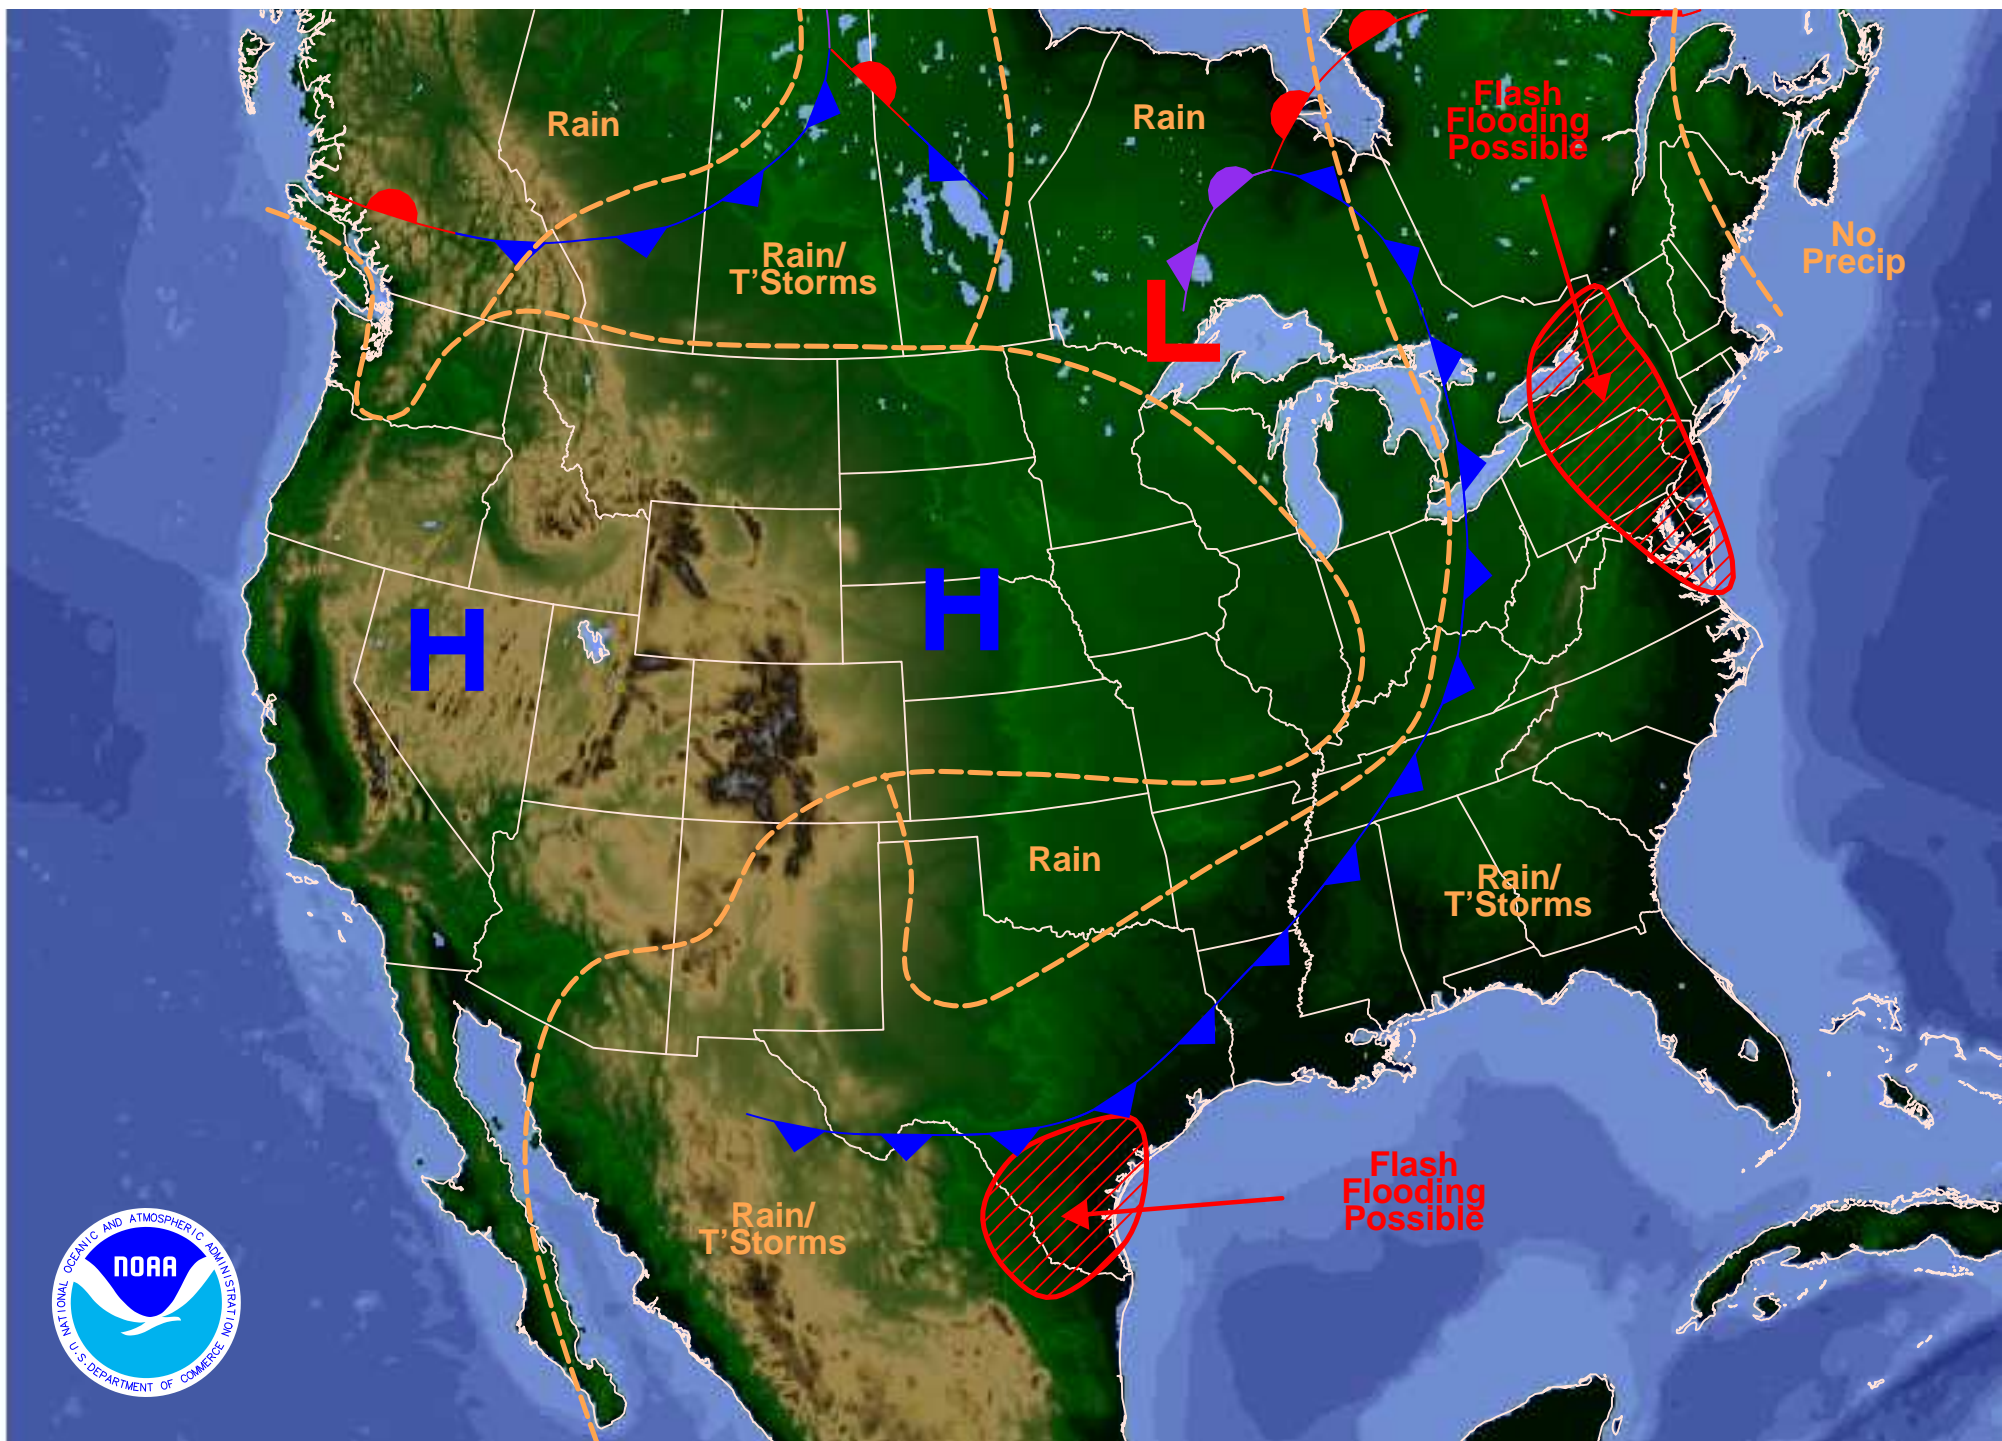 Rain
Rain
Flash
Flooding
Possible
Rain/
T'Storms
No
Precip
L
H
H
Rain
Rain/
T'Storms
Flash
Flooding
Possible
Rain/
T'Storms
NATIONAL OCEANIC AND ATMOSPHERIC ADMINISTRATION
NOAA
U.S. DEPARTMENT OF COMMERCE